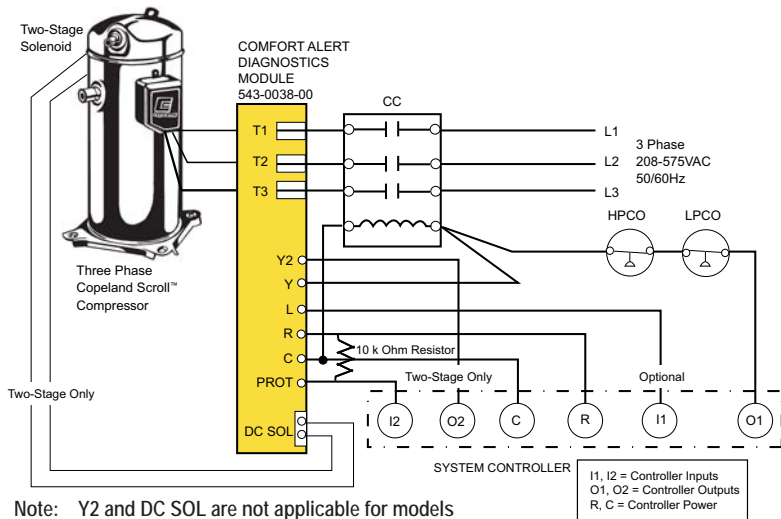 Two-Stage
Solenoid
COMFORT ALERT
DIAGNOSTICS
MODULE
543-0038-00
CC
T1
T2
T3
L1
L2
L3
3 Phase
208-575VAC
50/60Hz
HPCO
LPCO
Three Phase
Copeland Scroll™
Compressor
Y2
Y
L
R
C
PROT
DC SOL
10 k Ohm Resistor
Two-Stage Only
Two-Stage Only
Optional
I2
O2
C
R
I1
O1
SYSTEM CONTROLLER
I1, I2 = Controller Inputs
O1, O2 = Controller Outputs
R, C = Controller Power
Note: Y2 and DC SOL are not applicable for models